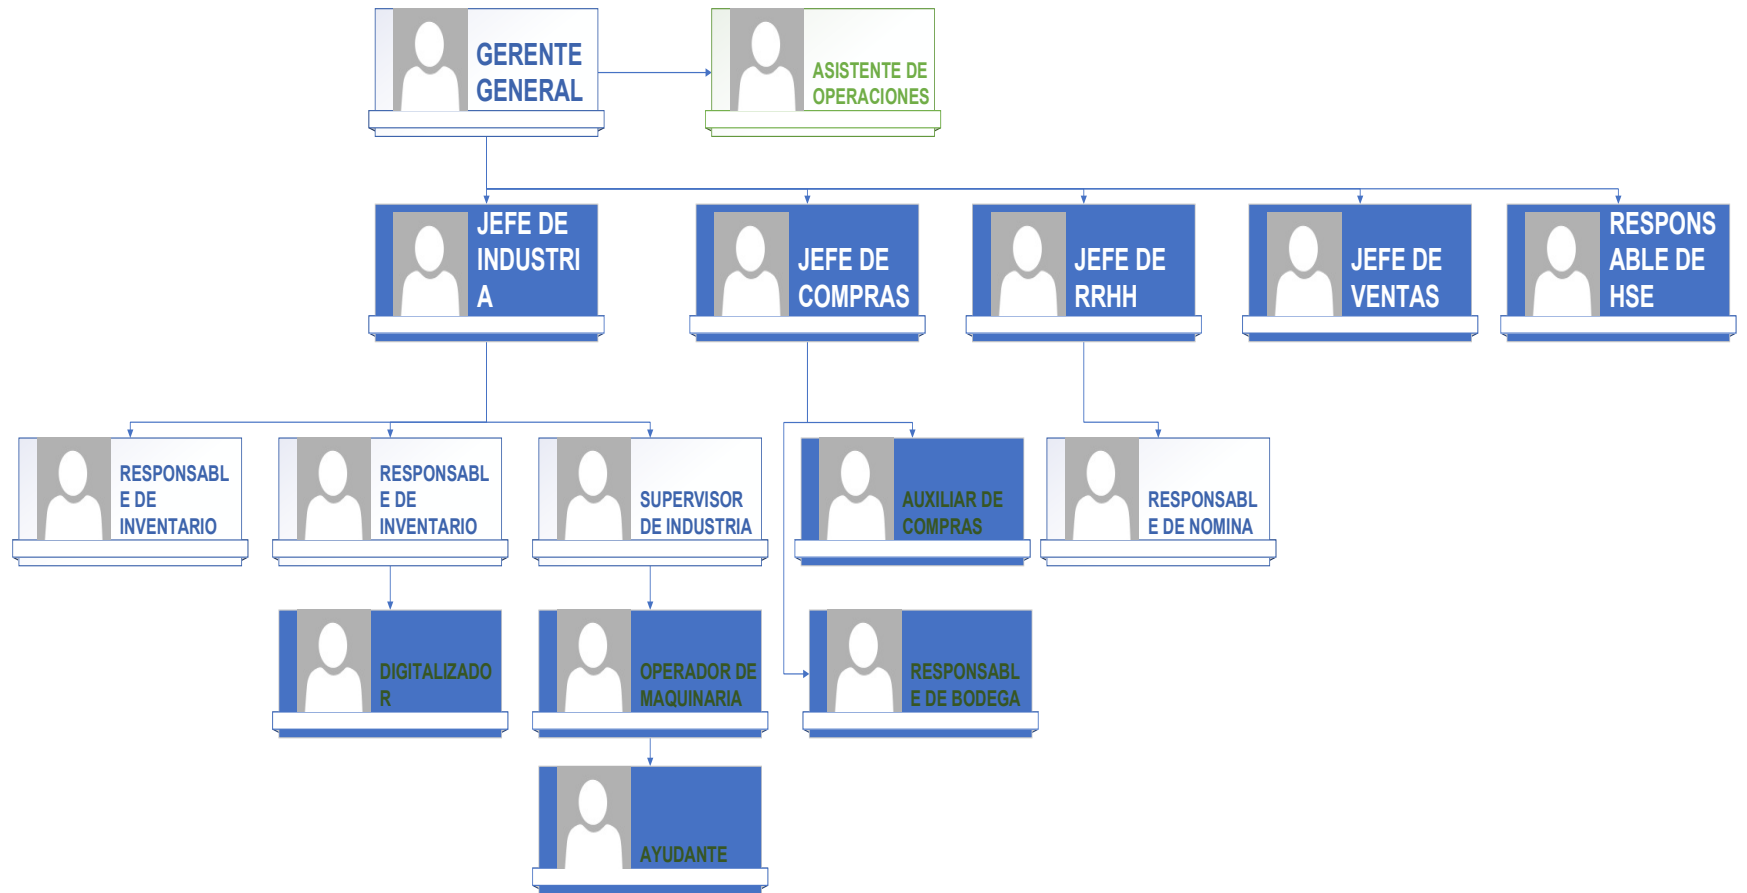 GERENTE
GENERAL
ASISTENTE DE
OPERACIONES
JEFE DE
INDUSTRI
A
JEFE DE
COMPRAS
JEFE DE
RRHH
JEFE DE
VENTAS
RESPONS
ABLE DE
HSE
RESPONSABL
E DE
INVENTARIO
RESPONSABL
E DE
INVENTARIO
SUPERVISOR
DE INDUSTRIA
AUXILIAR DE
COMPRAS
RESPONSABL
E DE NOMINA
DIGITALIZADO
R
OPERADOR DE
MAQUINARIA
RESPONSABL
E DE BODEGA
AYUDANTE